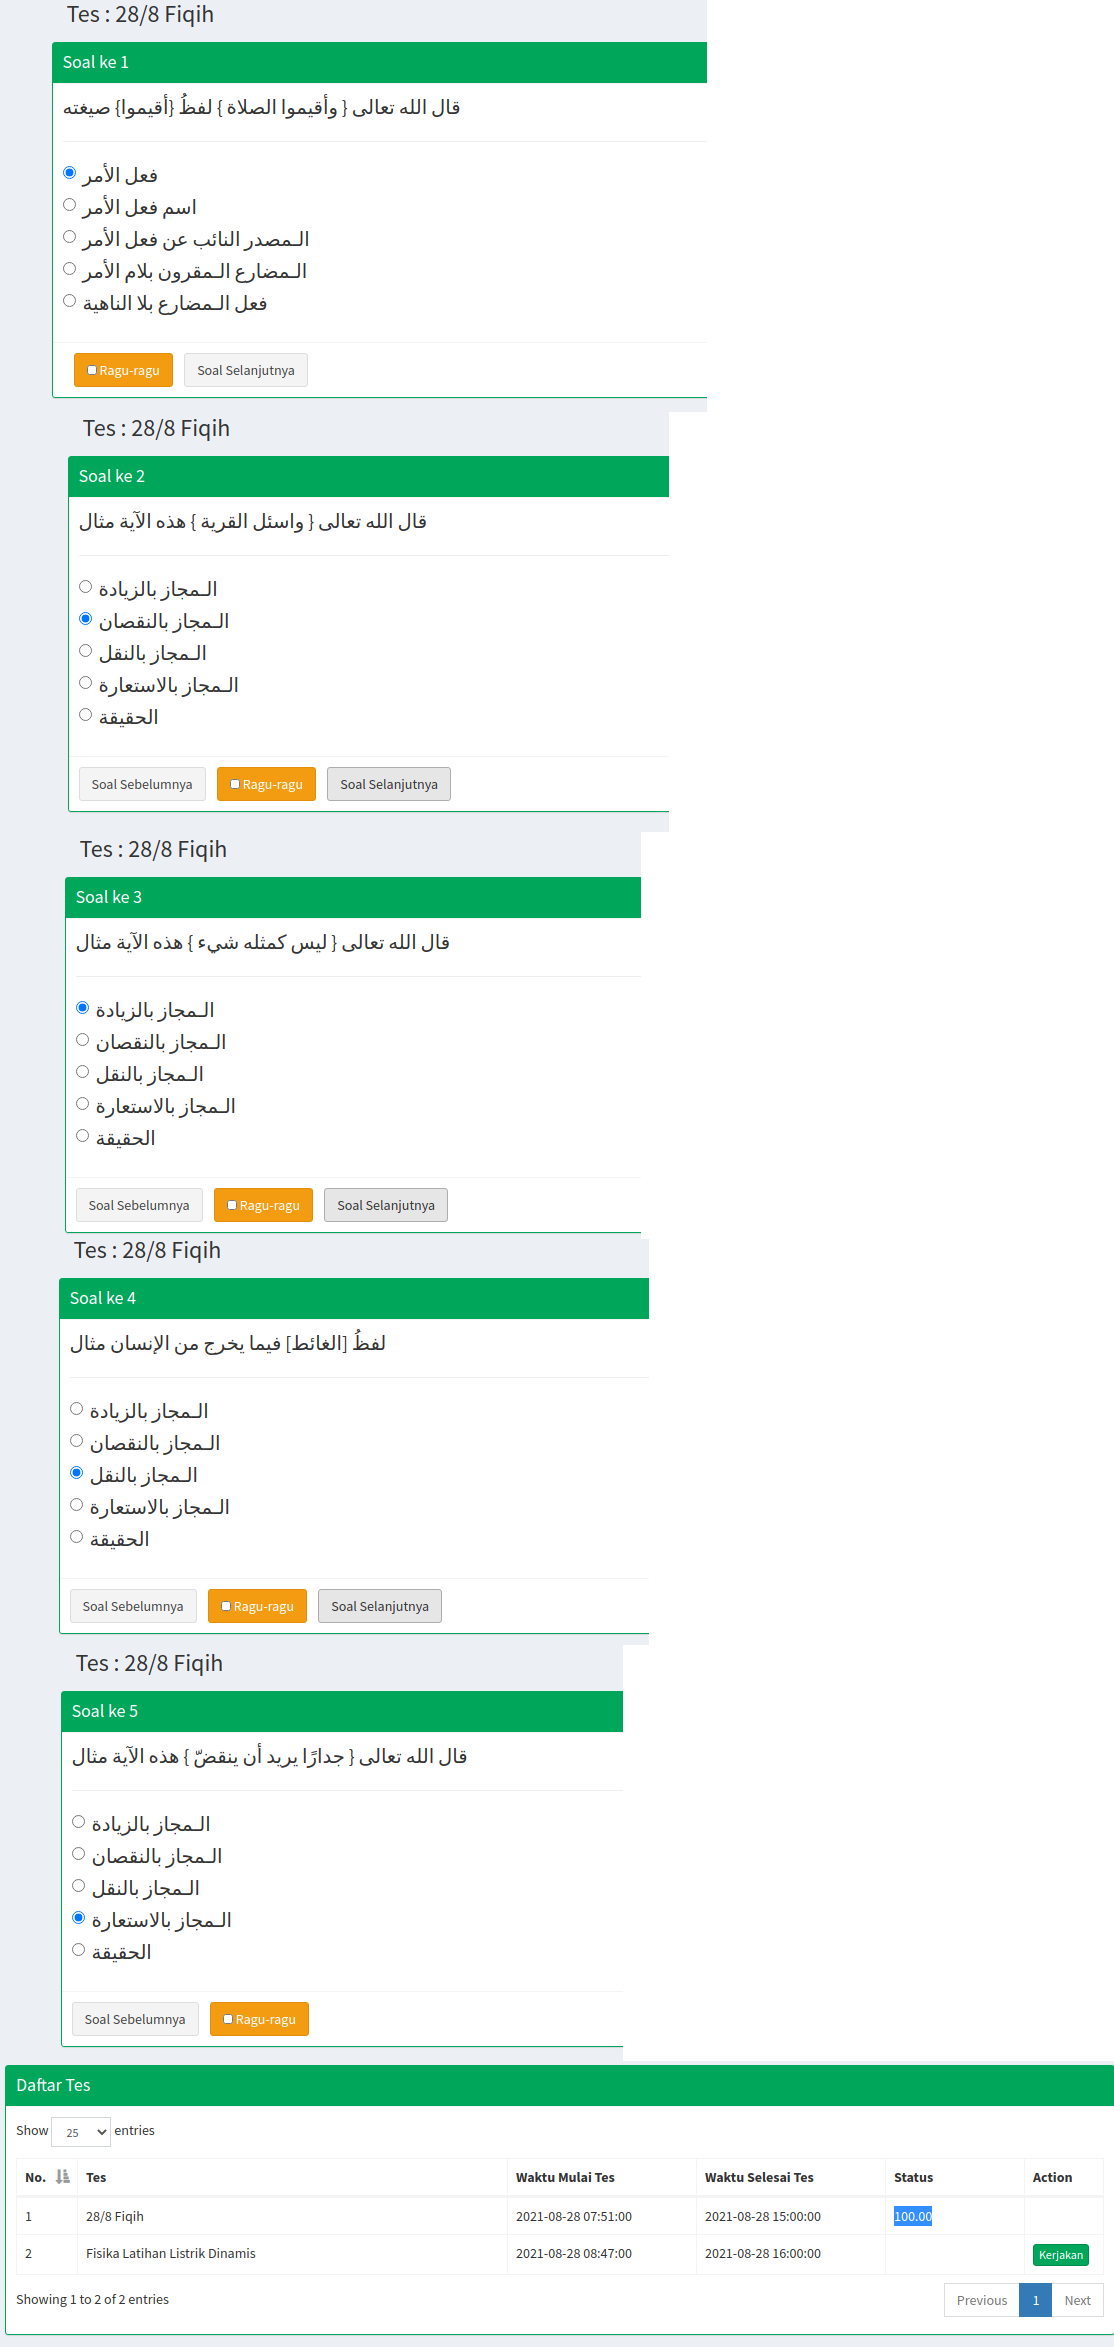 Tes : 28/8 Fiqih
Soal ke 1
قال الله تعالى { وأقيموا الصلاة } لفظُ {أقيموا} صيغته
فعل الأمر
اسم فعل الأمر
الـمصدر النائب عن فعل الأمر
الـمضارع الـمقرون بلام الأمر
فعل الـمضارع بلا الناهية
Ragu-ragu Soal Selanjutnya
Tes : 28/8 Fiqih
Soal ke 2
قال الله تعالى { واسئل القرية } هذه الآية مثال
الـمجاز بالزيادة
الـمجاز بالنقصان
الـمجاز بالنقل
الـمجاز بالاستعارة
الحقيقة
Soal Sebelumnya Ragu-ragu Soal Selanjutnya
Tes : 28/8 Fiqih
Soal ke 3
قال الله تعالى { ليس كمثله شيء } هذه الآية مثال
الـمجاز بالزيادة
الـمجاز بالنقصان
الـمجاز بالنقل
الـمجاز بالاستعارة
الحقيقة
Soal Sebelumnya Ragu-ragu Soal Selanjutnya
Tes : 28/8 Fiqih
Soal ke 4
لفظُ [الغائط] فيما يخرج من الإنسان مثال
الـمجاز بالزيادة
الـمجاز بالنقصان
الـمجاز بالنقل
الـمجاز بالاستعارة
الحقيقة
Soal Sebelumnya Ragu-ragu Soal Selanjutnya
Tes : 28/8 Fiqih
Soal ke 5
قال الله تعالى { جدارًا يريد أن ينقضّ } هذه الآية مثال
الـمجاز بالزيادة
الـمجاز بالنقصان
الـمجاز بالنقل
الـمجاز بالاستعارة
الحقيقة
Soal Sebelumnya Ragu-ragu
Daftar Tes
Show 25 entries
No. Tes Waktu Mulai Tes Waktu Selesai Tes Status Action
1 28/8 Fiqih 2021-08-28 07:51:00 2021-08-28 15:00:00 100.00
2 Fisika Latihan Listrik Dinamis 2021-08-28 08:47:00 2021-08-28 16:00:00 Kerjakan
Showing 1 to 2 of 2 entries Previous 1 Next